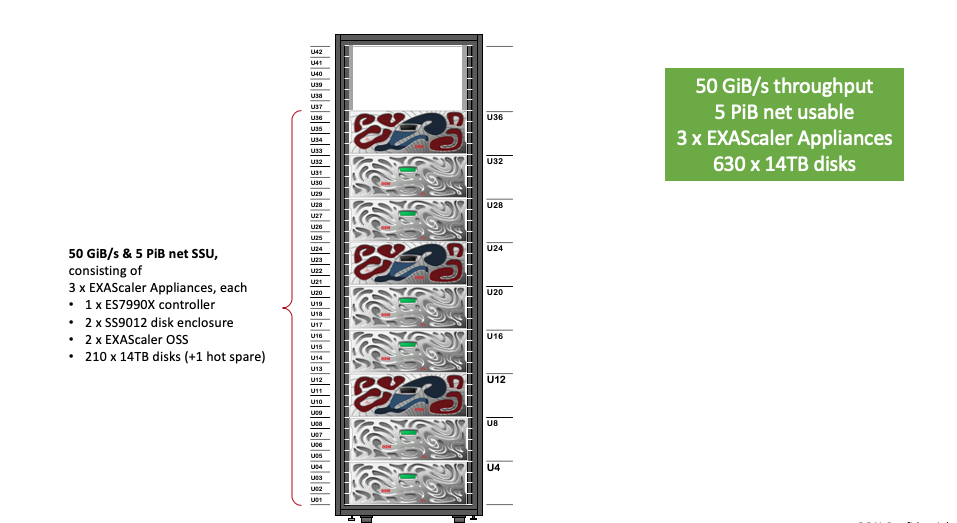 50 GiB/s throughput
5 PiB net usable
3 x EXAScaler Appliances
630 x 14TB disks
U42
U41
U40
U39
U38
U37
U36
U35
U34
U33
U32
U31
U30
U29
U28
U27
U26
U25
U24
U23
U22
U21
U20
U19
U18
U17
U16
U15
U14
U13
U12
U11
U10
U09
U08
U07
U06
U05
U04
U03
U02
U01
U36
U32
U28
U24
U20
U16
U12
U8
U4
50 GiB/s & 5 PiB net SSU,
consisting of
3 x EXAScaler Appliances, each
• 1 x ES7990X controller
• 2 x SS9012 disk enclosure
• 2 x EXAScaler OSS
• 210 x 14TB disks (+1 hot spare)